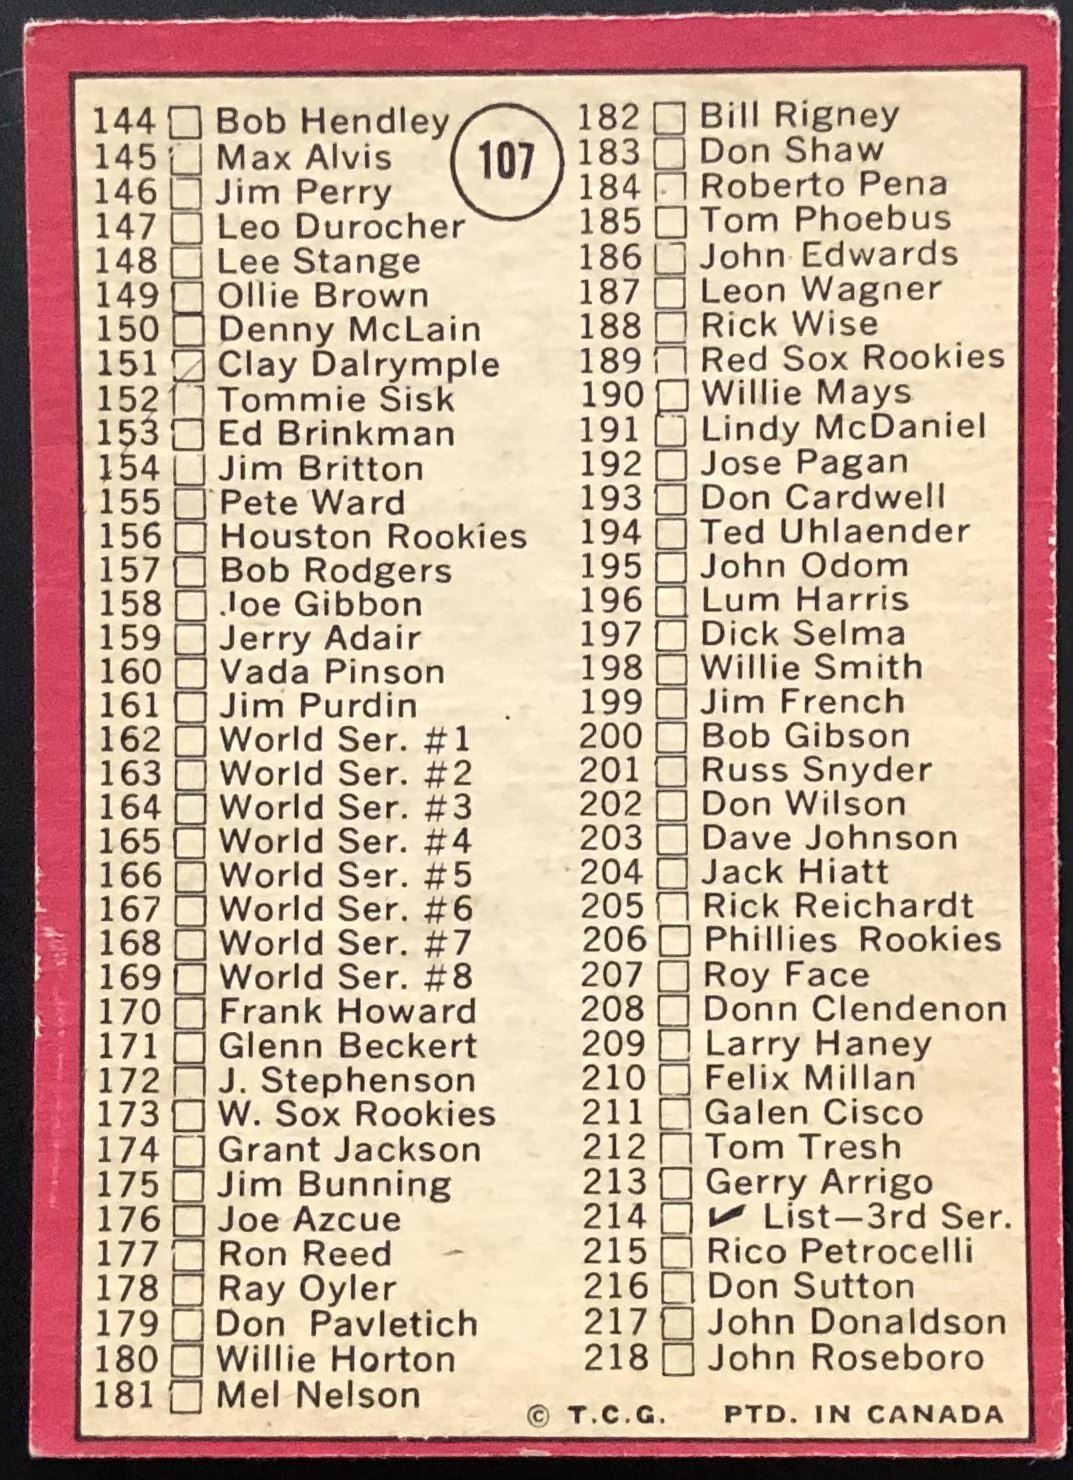 107
144 Bob Hendley
145 Max Alvis
146 Jim Perry
147 Leo Durocher
148 Lee Stange
149 Ollie Brown
150 Denny McLain
151 Clay Dalrymple
152 Tommie Sisk
153 Ed Brinkman
154 Jim Britton
155 Pete Ward
156 Houston Rookies
157 Bob Rodgers
158 Joe Gibbon
159 Jerry Adair
160 Vada Pinson
161 Jim Purdin
162 World Ser. #1
163 World Ser. #2
164 World Ser. #3
165 World Ser. #4
166 World Ser. #5
167 World Ser. #6
168 World Ser. #7
169 World Ser. #8
170 Frank Howard
171 Glenn Beckert
172 J. Stephenson
173 W. Sox Rookies
174 Grant Jackson
175 Jim Bunning
176 Joe Azcue
177 Ron Reed
178 Ray Oyler
179 Don Pavletich
180 Willie Horton
181 Mel Nelson
182 Bill Rigney
183 Don Shaw
184 Roberto Pena
185 Tom Phoebus
186 John Edwards
187 Leon Wagner
188 Rick Wise
189 Red Sox Rookies
190 Willie Mays
191 Lindy McDaniel
192 Jose Pagan
193 Don Cardwell
194 Ted Uhlaender
195 John Odom
196 Lum Harris
197 Dick Selma
198 Willie Smith
199 Jim French
200 Bob Gibson
201 Russ Snyder
202 Don Wilson
203 Dave Johnson
204 Jack Hiatt
205 Rick Reichardt
206 Phillies Rookies
207 Roy Face
208 Donn Clendenon
209 Larry Haney
210 Felix Millan
211 Galen Cisco
212 Tom Tresh
213 Gerry Arrigo
214 ✓ List—3rd Ser.
215 Rico Petrocelli
216 Don Sutton
217 John Donaldson
218 John Roseboro
© T.C.G. PTD. IN CANADA